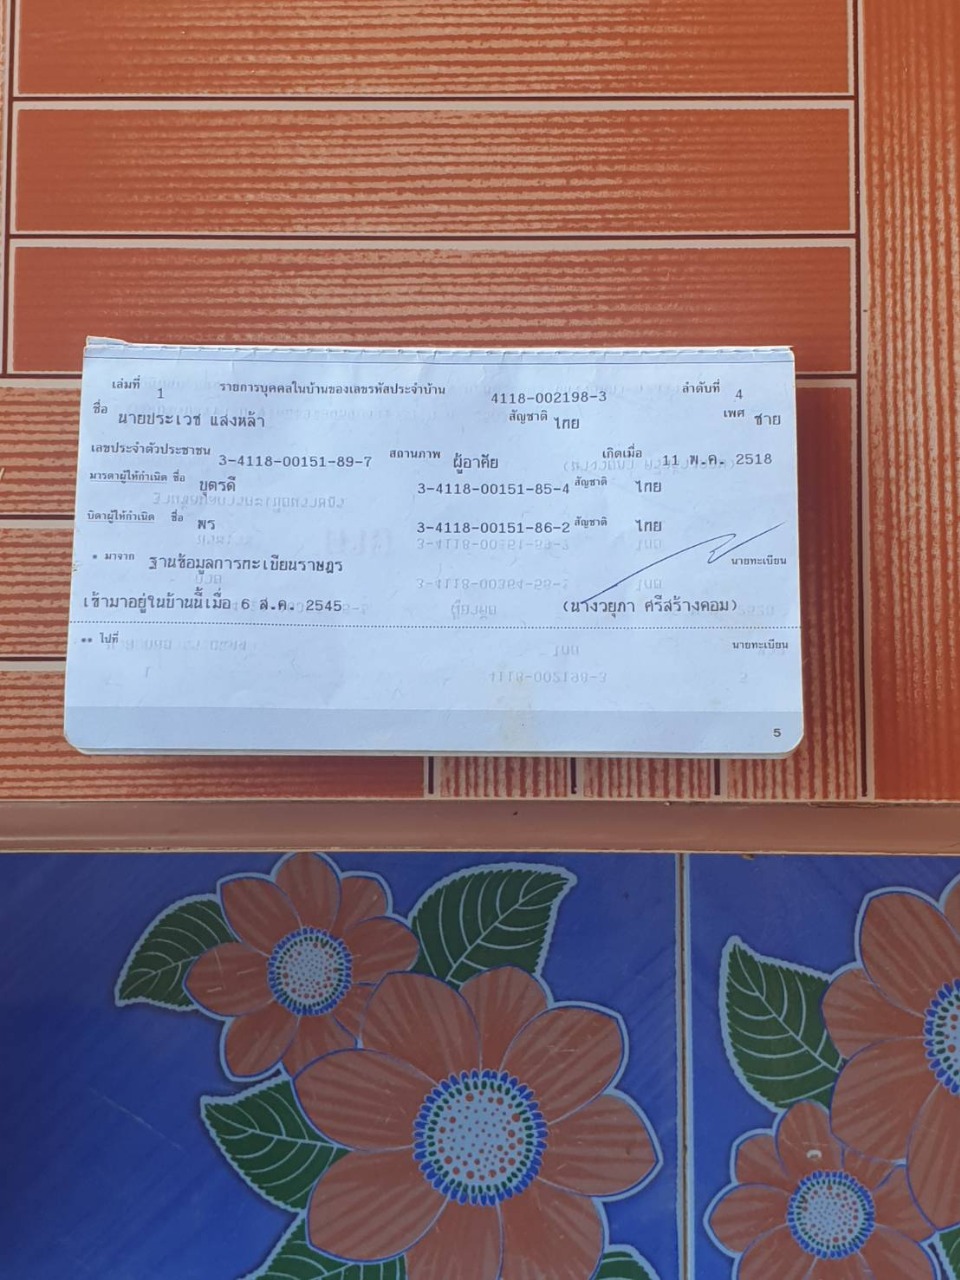 เล่มที่ 1 รายการบุคคลในบ้านของเลขรหัสประจำบ้าน 4118-002198-3 ลำดับที่ 4
ชื่อ นายประเวช แสงหล้า สัญชาติ ไทย เพศ ชาย
เลขประจำตัวประชาชน 3-4118-00151-89-7 สถานภาพ ผู้อาศัย เกิดเมื่อ 11 พ.ค. 2518
มารดาผู้ให้กำเนิด ชื่อ บุตรดี 3-4118-00151-85-4 สัญชาติ ไทย
บิดาผู้ให้กำเนิด ชื่อ พร 3-4118-00151-86-2 สัญชาติ ไทย
* มาจาก ฐานข้อมูลการทะเบียนราษฎร นายทะเบียน
เข้ามาอยู่ในบ้านนี้เมื่อ 6 ส.ค. 2545 (นางวยุภา ศรีสร้างคอม)
** ไปที่ นายทะเบียน
5